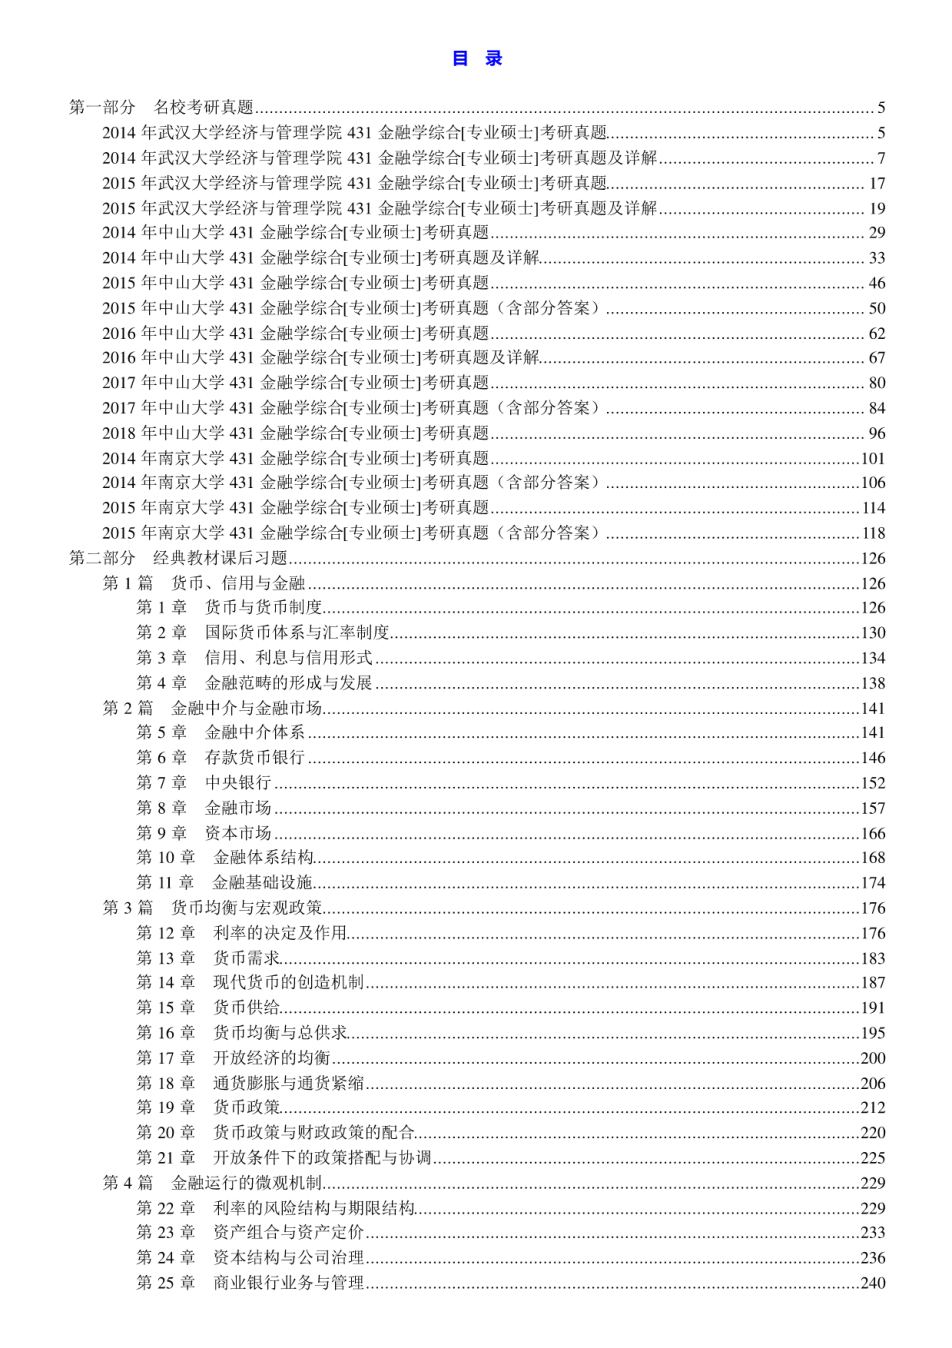 目 录
第一部分 名校考研真题........................5
2014 年武汉大学经济与管理学院 431 金融学综合[专业硕士]考研真题........................5
2014 年武汉大学经济与管理学院 431 金融学综合[专业硕士]考研真题及详解........................7
2015 年武汉大学经济与管理学院 431 金融学综合[专业硕士]考研真题........................17
2015 年武汉大学经济与管理学院 431 金融学综合[专业硕士]考研真题及详解........................19
2014 年中山大学 431 金融学综合[专业硕士]考研真题........................29
2014 年中山大学 431 金融学综合[专业硕士]考研真题及详解........................33
2015 年中山大学 431 金融学综合[专业硕士]考研真题........................46
2015 年中山大学 431 金融学综合[专业硕士]考研真题（含部分答案）........................50
2016 年中山大学 431 金融学综合[专业硕士]考研真题........................62
2016 年中山大学 431 金融学综合[专业硕士]考研真题及详解........................67
2017 年中山大学 431 金融学综合[专业硕士]考研真题........................80
2017 年中山大学 431 金融学综合[专业硕士]考研真题（含部分答案）........................84
2018 年中山大学 431 金融学综合[专业硕士]考研真题........................96
2014 年南京大学 431 金融学综合[专业硕士]考研真题........................101
2014 年南京大学 431 金融学综合[专业硕士]考研真题（含部分答案）........................106
2015 年南京大学 431 金融学综合[专业硕士]考研真题........................114
2015 年南京大学 431 金融学综合[专业硕士]考研真题（含部分答案）........................118
第二部分 经典教材课后习题........................126
第 1 篇 货币、信用与金融........................126
第 1 章 货币与货币制度........................126
第 2 章 国际货币体系与汇率制度........................130
第 3 章 信用、利息与信用形式........................134
第 4 章 金融范畴的形成与发展........................138
第 2 篇 金融中介与金融市场........................141
第 5 章 金融中介体系........................141
第 6 章 存款货币银行........................146
第 7 章 中央银行........................152
第 8 章 金融市场........................157
第 9 章 资本市场........................166
第 10 章 金融体系结构........................168
第 11 章 金融基础设施........................174
第 3 篇 货币均衡与宏观政策........................176
第 12 章 利率的决定及作用........................176
第 13 章 货币需求........................183
第 14 章 现代货币的创造机制........................187
第 15 章 货币供给........................191
第 16 章 货币均衡与总供求........................195
第 17 章 开放经济的均衡........................200
第 18 章 通货膨胀与通货紧缩........................206
第 19 章 货币政策........................212
第 20 章 货币政策与财政政策的配合........................220
第 21 章 开放条件下的政策搭配与协调........................225
第 4 篇 金融运行的微观机制........................229
第 22 章 利率的风险结构与期限结构........................229
第 23 章 资产组合与资产定价........................233
第 24 章 资本结构与公司治理........................236
第 25 章 商业银行业务与管理........................240